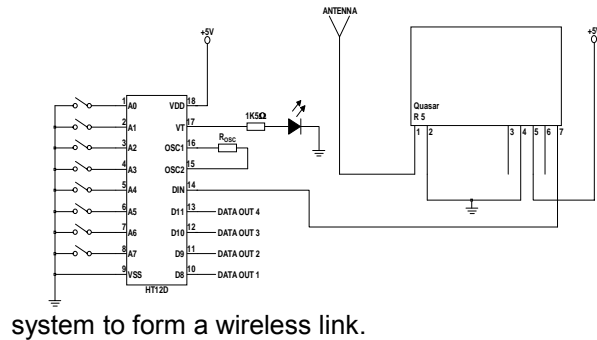 ANTENNA
+5V
+5V
1 A0 VDD 18
2 A1 VT 17 1K5Ω
3 A2 OSC1 16 ROSC
4 A3 OSC2 15
5 A4 DIN 14
6 A5 D11 13 DATA OUT 4
7 A6 D10 12 DATA OUT 3
8 A7 D9 11 DATA OUT 2
9 VSS D8 10 DATA OUT 1
HT12D
Quasar
R 5
1 2 3 4 5 6 7
system to form a wireless link.